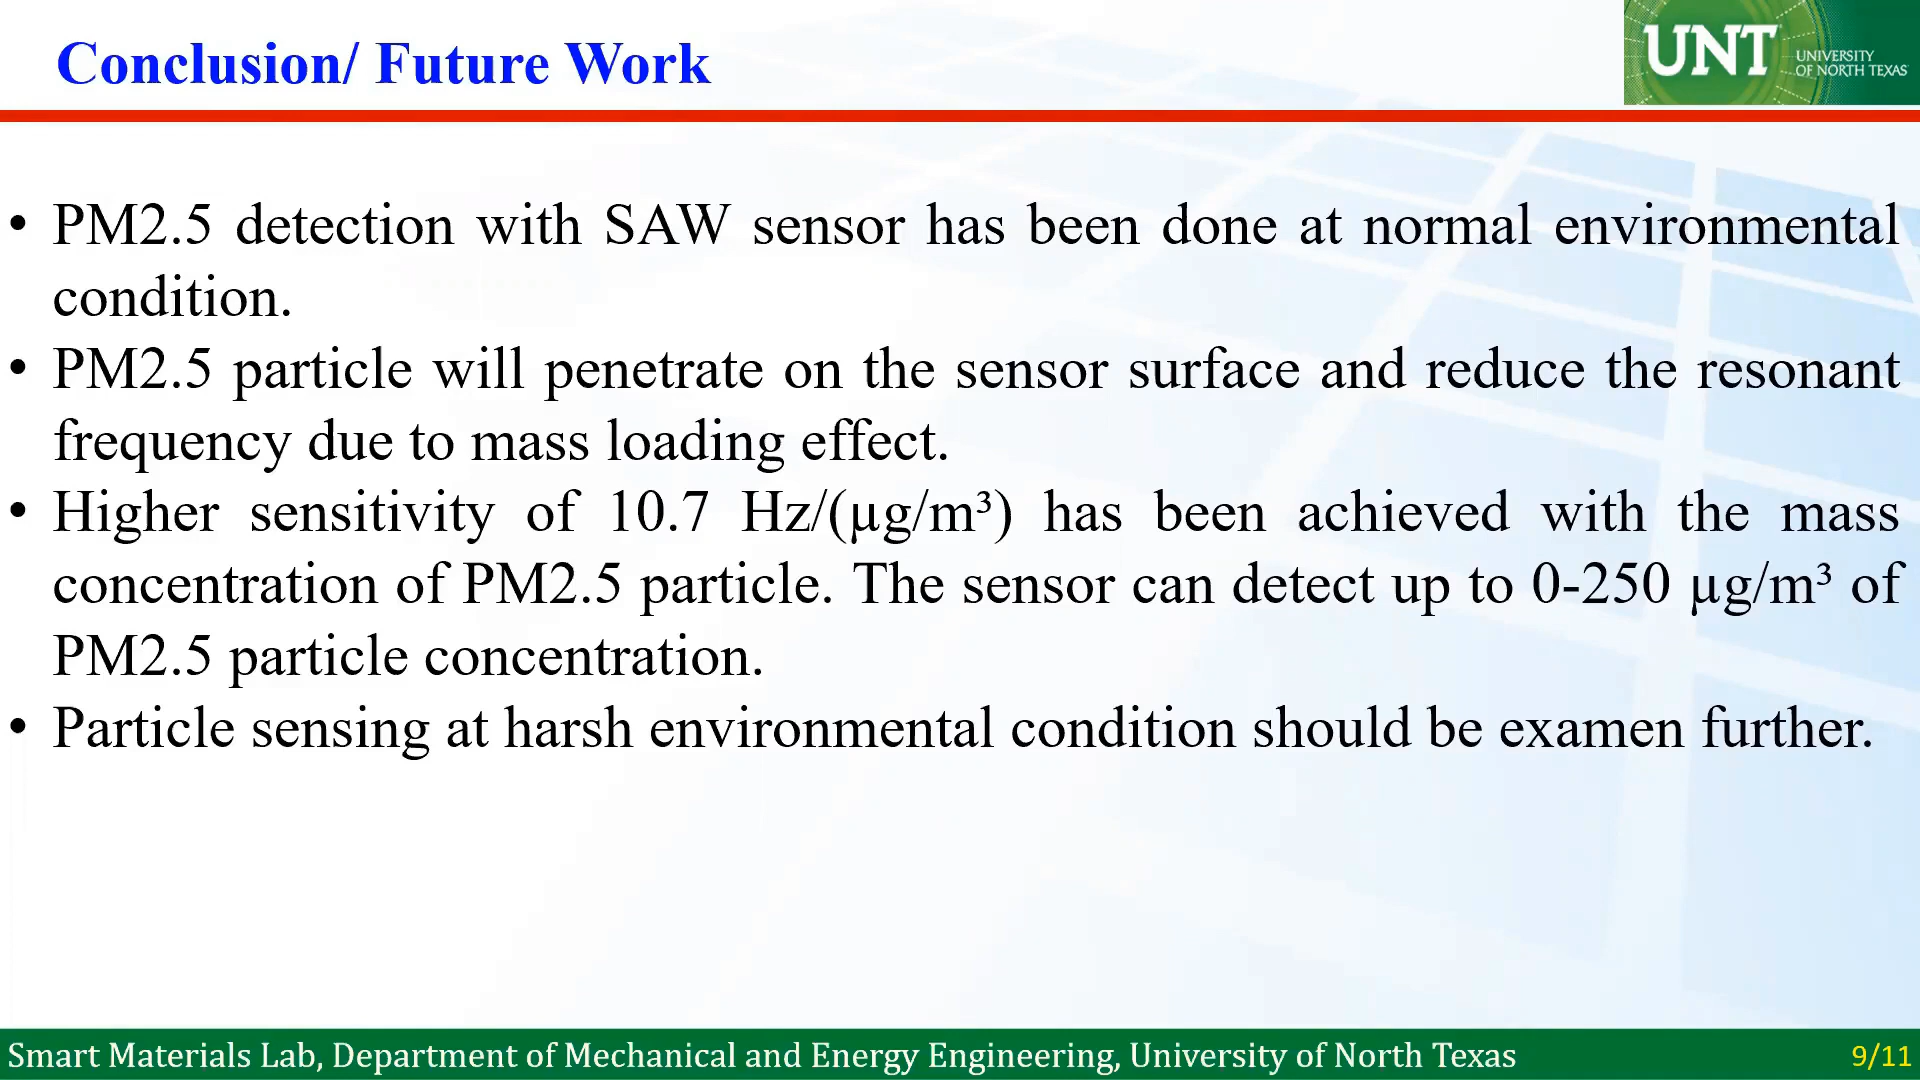 Conclusion/ Future Work
UNT UNIVERSITY
OF NORTH TEXAS
• PM2.5 detection with SAW sensor has been done at normal environmental
condition.
• PM2.5 particle will penetrate on the sensor surface and reduce the resonant
frequency due to mass loading effect.
• Higher sensitivity of 10.7 Hz/(µg/m³) has been achieved with the mass
concentration of PM2.5 particle. The sensor can detect up to 0-250 µg/m³ of
PM2.5 particle concentration.
• Particle sensing at harsh environmental condition should be examen further.
Smart Materials Lab, Department of Mechanical and Energy Engineering, University of North Texas
9/11